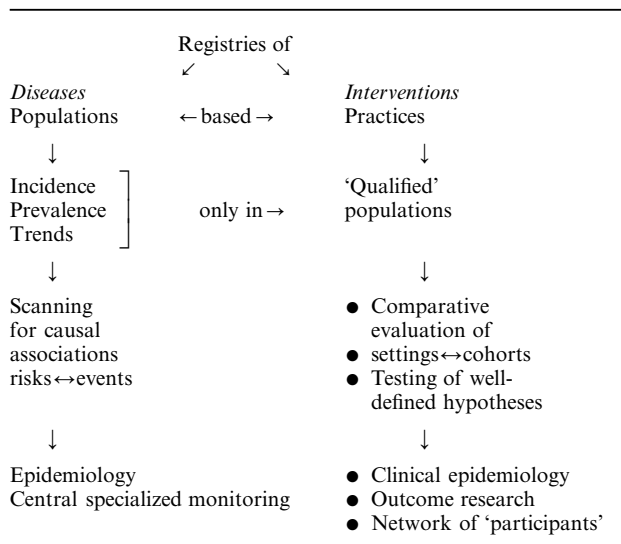 Registries of
↙ ↘
Diseases Interventions
Populations ←based→ Practices
↓ ↓
Incidence ‘Qualified’
Prevalence only in→ populations
Trends
↓ ↓
Scanning ● Comparative
for causal evaluation of
associations ● settings↔cohorts
risks↔events ● Testing of well-
defined hypotheses
↓ ↓
Epidemiology ● Clinical epidemiology
Central specialized monitoring ● Outcome research
● Network of ‘participants’